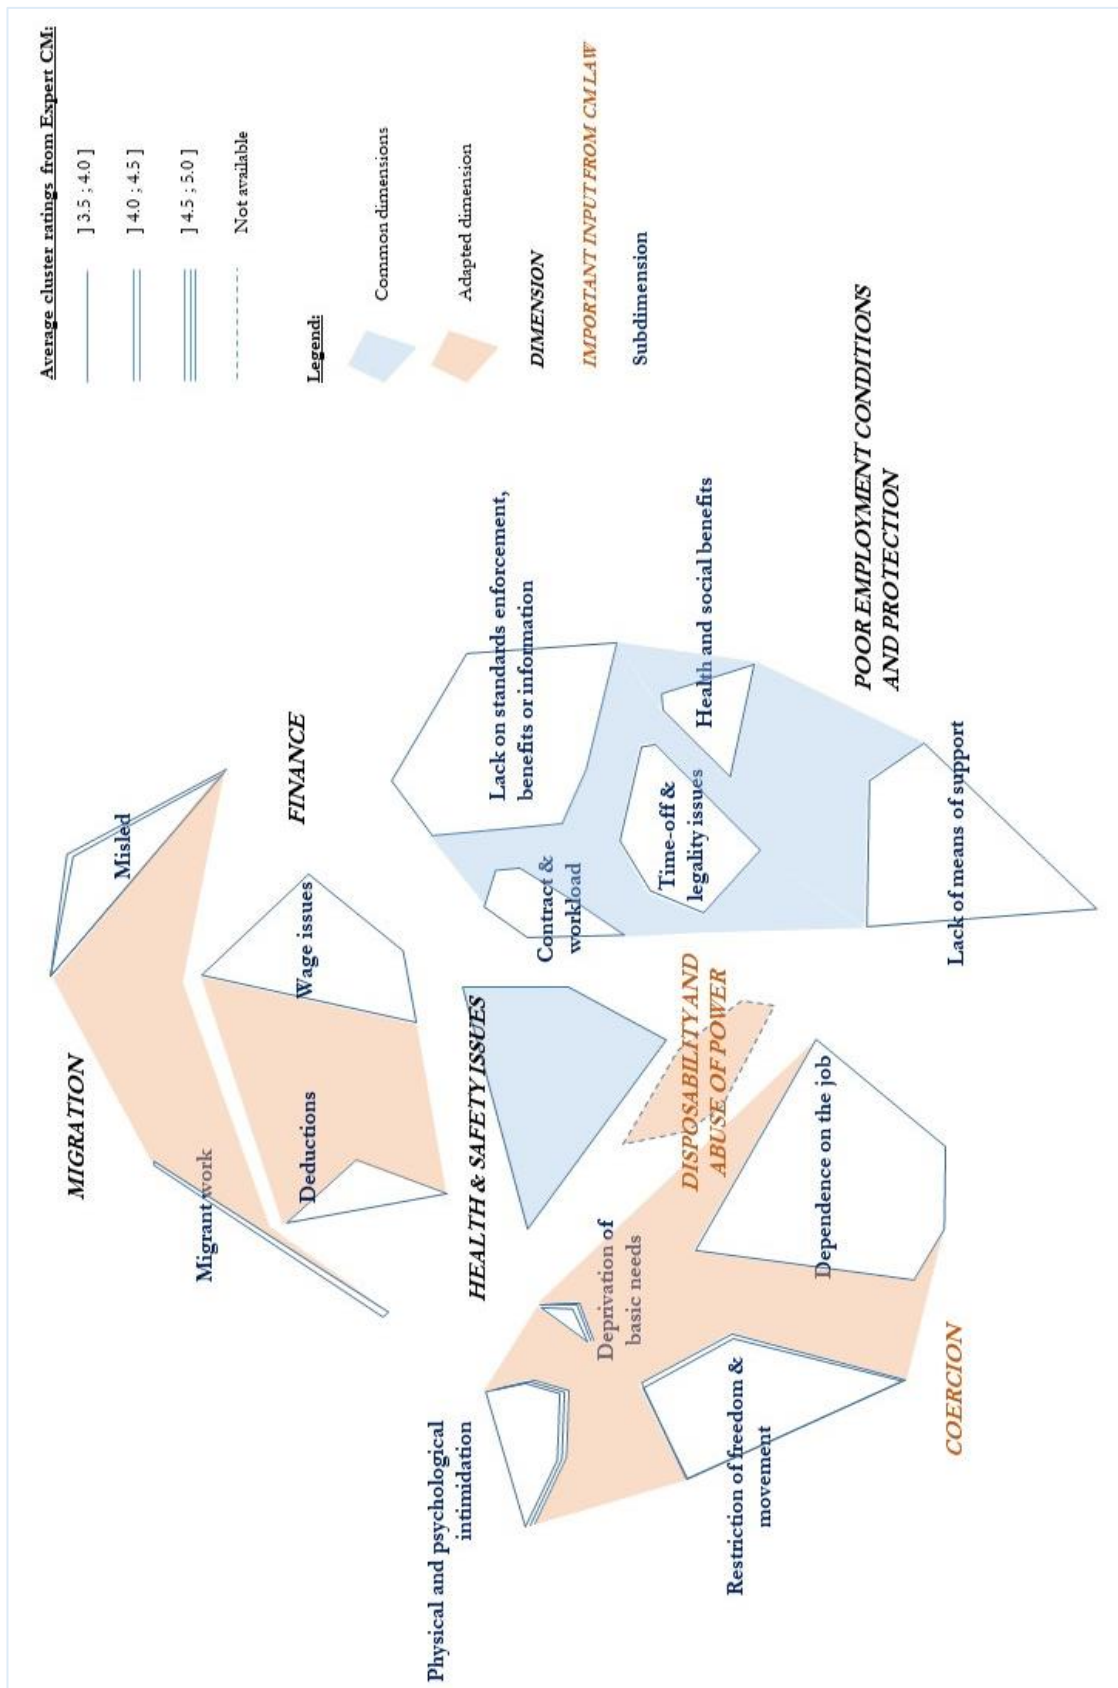 Average cluster ratings from Expert CM:
] 3.5 ; 4.0 ]
] 4.0 ; 4.5 ]
] 4.5 ; 5.0 ]
Not available
Legend:
Common dimensions
Adapted dimension
DIMENSION
IMPORTANT INPUT FROM CM LAW
Subdimension
MIGRATION
Misled
Migrant work
FINANCE
Wage issues
Deductions
HEALTH & SAFETY ISSUES
Lack on standards enforcement,
benefits or information
Contract &
workload
Time-off &
legality issues
Health and social benefits
Lack of means of support
POOR EMPLOYMENT CONDITIONS
AND PROTECTION
DISPOSABILITY AND
ABUSE OF POWER
Physical and psychological
intimidation
Deprivation of
basic needs
Restriction of freedom &
movement
Dependence on the job
COERCION